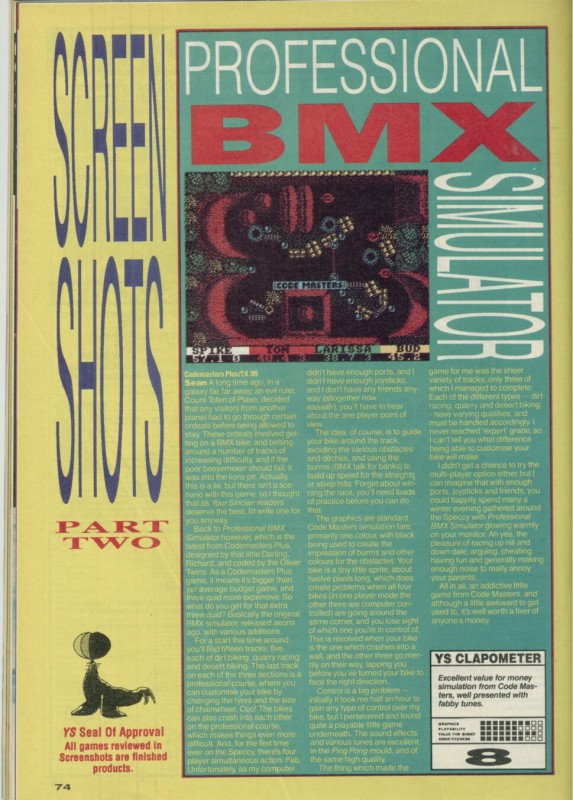 SCREEN
SHOTS
PART
TWO
YS Seal Of Approval
All games reviewed in
Screenshots are finished
products.
74
PROFESSIONAL
BMX
SIMULATOR
CODE MASTERS
SPIKE TOM LARISSA BUD
57.1 8 45.2
Codemasters Plus/£4.99
Sean A long time ago, in a
galaxy far, far away, an evil ruler
Count Toten of Plaxo, decided
that any visitors from another
planet had to go through certain
ordeals before being allowed to
stay. These ordeals involved get-
ting on a BMX bike, and belting
around a number of tracks of
increasing difficulty, and if the
poor beeyemexer should fail, it
was into the lions pit. Actually,
this is a lie, but there isn't a sce-
nario with this game, so I thought
that as Your Sinclair readers
deserve the best, I'd write one for
you anyway.
Back to Professional BMX
Simulator however, which is the
latest from Codemasters Plus,
designed by that little Darling,
Richard, and coded by the Oliver
Twins. As a Codemasters Plus
game, it means it's bigger than
yer average budget game, and
three quid more expensive. So
what do you get for that extra
three quid? Basically the original
BMX simulator released aeons
ago, with various additions.
For a start this time around
you'll find fifteen tracks, five
each of dirt biking, quarry racing
and desert biking. The last track
on each of the three sections is a
professional course, where you
can customise your bike by
changing the tyres and the size
of chainwheel. Cipo! The bikes
can also crash into each other
on the professional course,
which makes things even more
difficult. And, for the first time
ever on the Speccy, there's four
player simultaneous action. Fab.
Unfortunately, as my computer
didn't have enough ports, and I
didn't have enough joysticks,
and I don't have any friends any-
way (altogether now ...
aaaaah), you'll have to hear
about the one player point of
view.
The idea, of course, is to guide
your bike around the track,
avoiding the various obstacles
and ditches, and using the
burms (BMX talk for banks) to
build up speed for the straights
or steep hills. Forget about win-
ning the race, you'll need loads
of practice before you can do
that.
The graphics are standard
Code Masters simulation fare,
primarily one colour, with black
being used to create the
impression of burms and other
colours for the obstacles. Your
bike is a tiny little sprite, about
twelve pixels long, which does
create problems when all four
bikes (in one player mode the
other three are computer con-
trolled) are going around the
same corner, and you lose sight
of which one you're in control of.
This is resolved when your bike
is the one which crashes into a
wall, and the other three go mer-
rily on their way, lapping you
before you've turned your bike to
face the right direction.
Control is a big problem —
initially it took me half an hour to
gain any type of control over my
bike, but I persevered and found
quite a playable little game
underneath. The sound effects
and various tunes are excellent
in the Ping Pong mould, and of
the same high quality.
The thing which made the
game for me was the sheer
variety of tracks, only three of
which I managed to complete.
Each of the different types — dirt
racing, quarry and desert biking
- have varying qualities, and
must be handled accordingly. I
never reached 'expert' grade, so
I can't tell you what difference
being able to customise your
bike will make.
I didn't get a chance to try the
multi-player option either, but I
can imagine that with enough
ports, joysticks and friends, you
could happily spend many a
winter evening gathered around
the Speccy with Professional
BMX Simulator glowing warmly
on your monitor. Ah yes, the
pleasure of racing up hill and
down dale, arguing, cheating,
having fun and generally making
enough noise to really annoy
your parents.
All in all, an addictive little
game from Code Masters, and
although a little awkward to get
used to, it's well worth a fiver of
anyone's money.
YS CLAPOMETER
Excellent value for money
simulation from Code Mas-
ters, well presented with
fabby tunes.
GRAPHICS
PLAYABILITY
VALUE FOR MONEY
ADDICTIVENESS
8